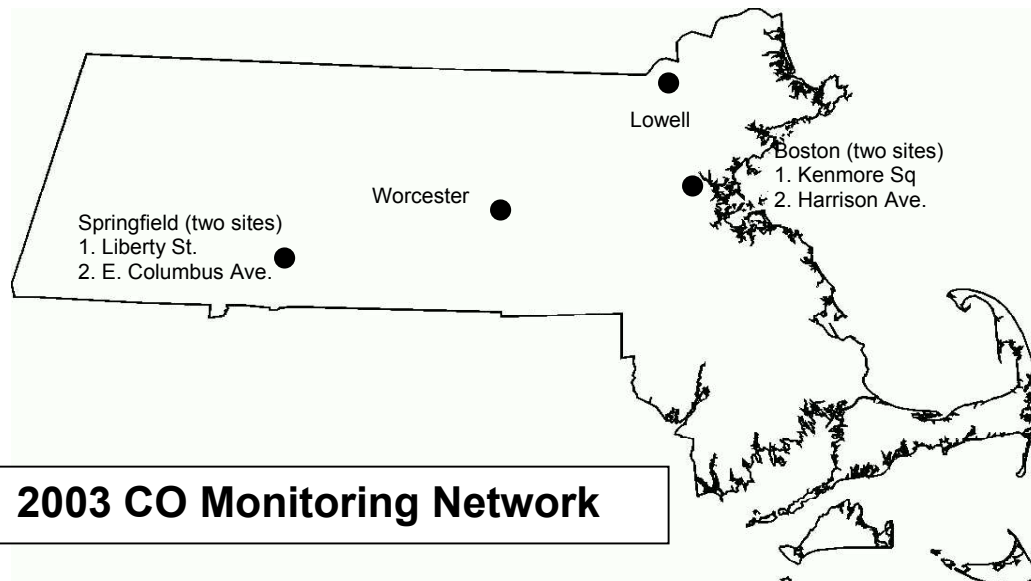 Lowell
Boston (two sites)
1. Kenmore Sq
2. Harrison Ave.
Worcester
Springfield (two sites)
1. Liberty St.
2. E. Columbus Ave.
2003 CO Monitoring Network